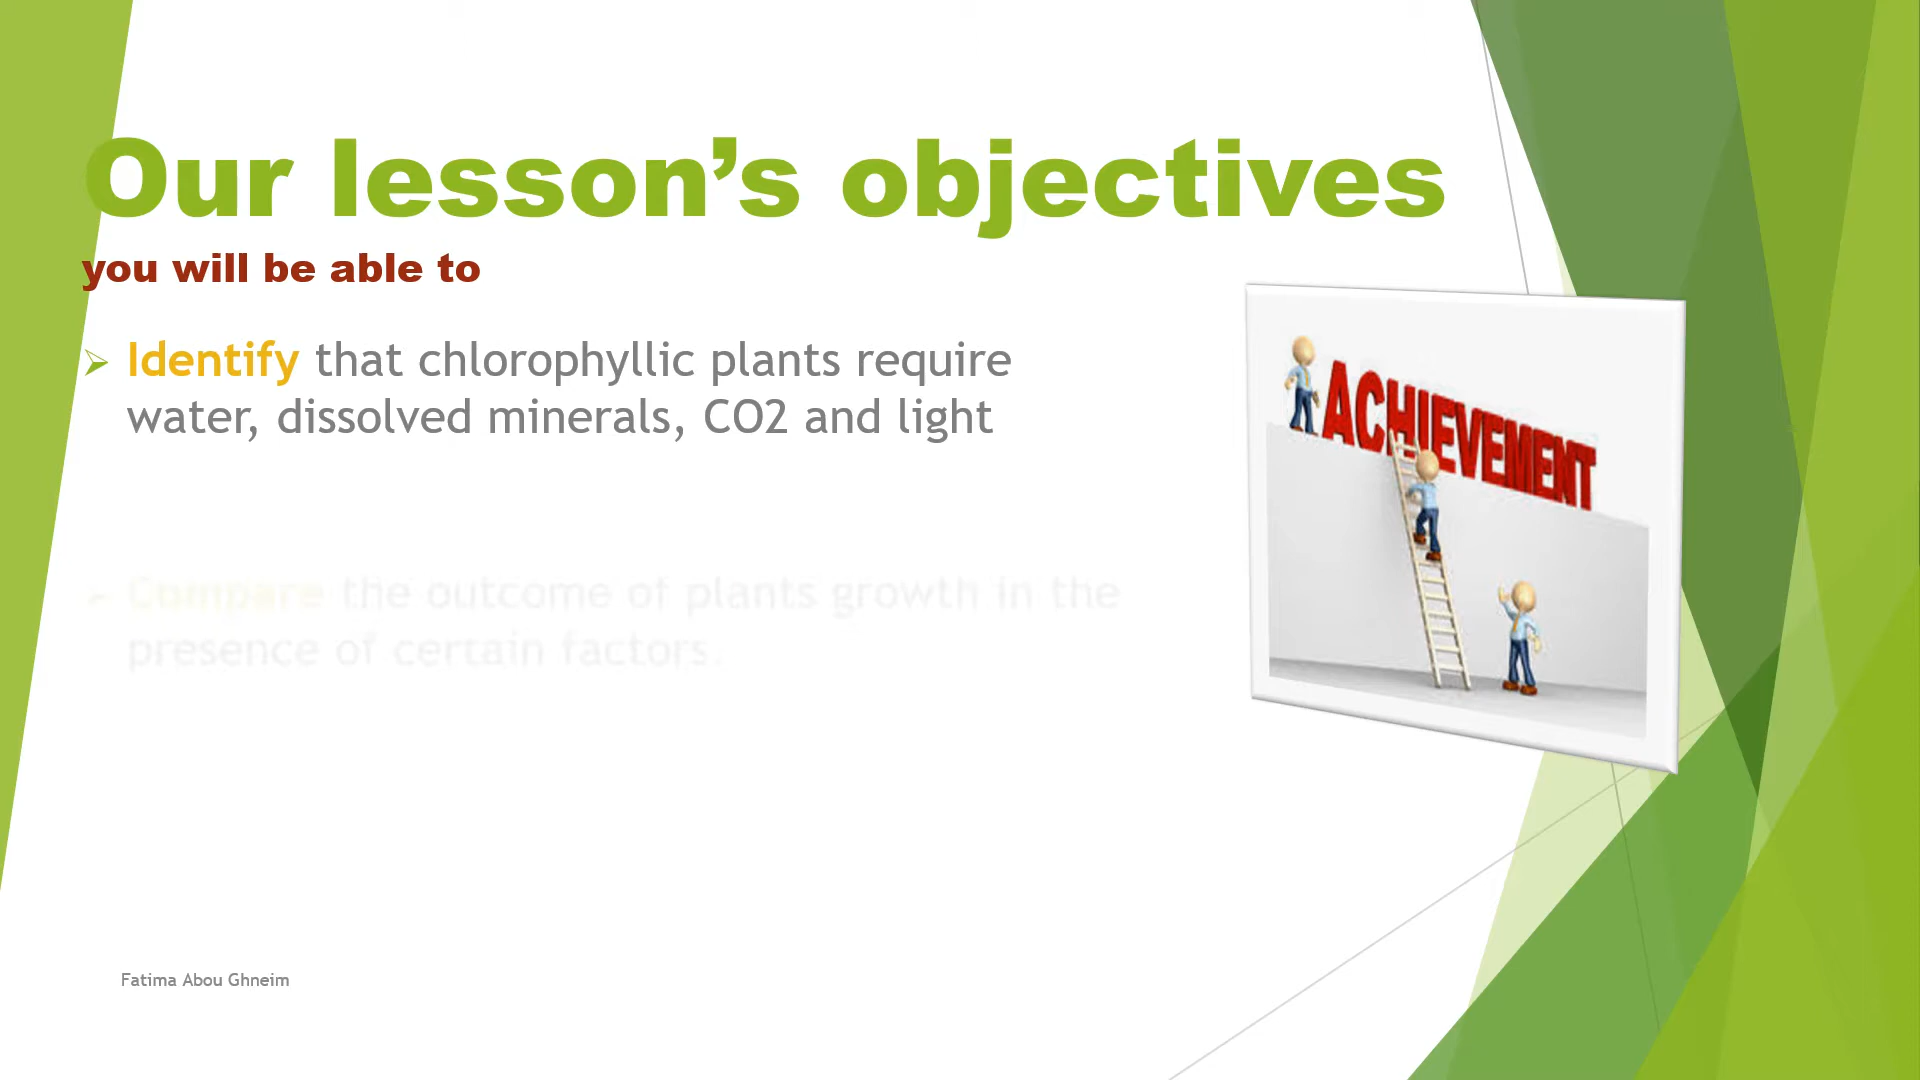 Our lesson’s objectives
you will be able to
➢ Identify that chlorophyllic plants require
water, dissolved minerals, CO2 and light
ACHIEVEMENT
Compare the outcome of plants growth in the
presence of certain factors.
Fatima Abou Ghneim